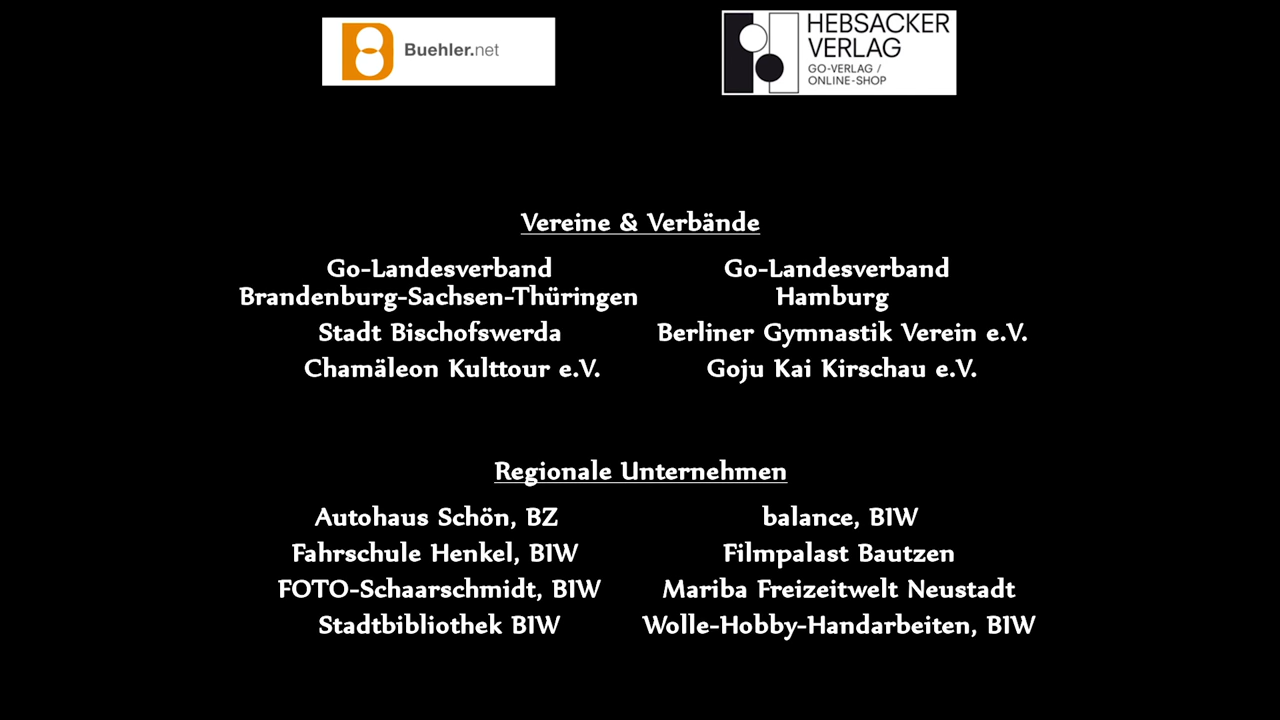 Buehler.net
HEBSACKER
VERLAG
GO-VERLAG /
ONLINE-SHOP
Vereine & Verbände
Go-Landesverband
Brandenburg-Sachsen-Thüringen
Go-Landesverband
Hamburg
Stadt Bischofswerda
Berliner Gymnastik Verein e.V.
Chamäleon Kulttour e.V.
Goju Kai Kirschau e.V.
Regionale Unternehmen
Autohaus Schön, BZ
balance, BIW
Fahrschule Henkel, BIW
Filmpalast Bautzen
FOTO-Schaarschmidt, BIW
Mariba Freizeitwelt Neustadt
Stadtbibliothek BIW
Wolle-Hobby-Handarbeiten, BIW